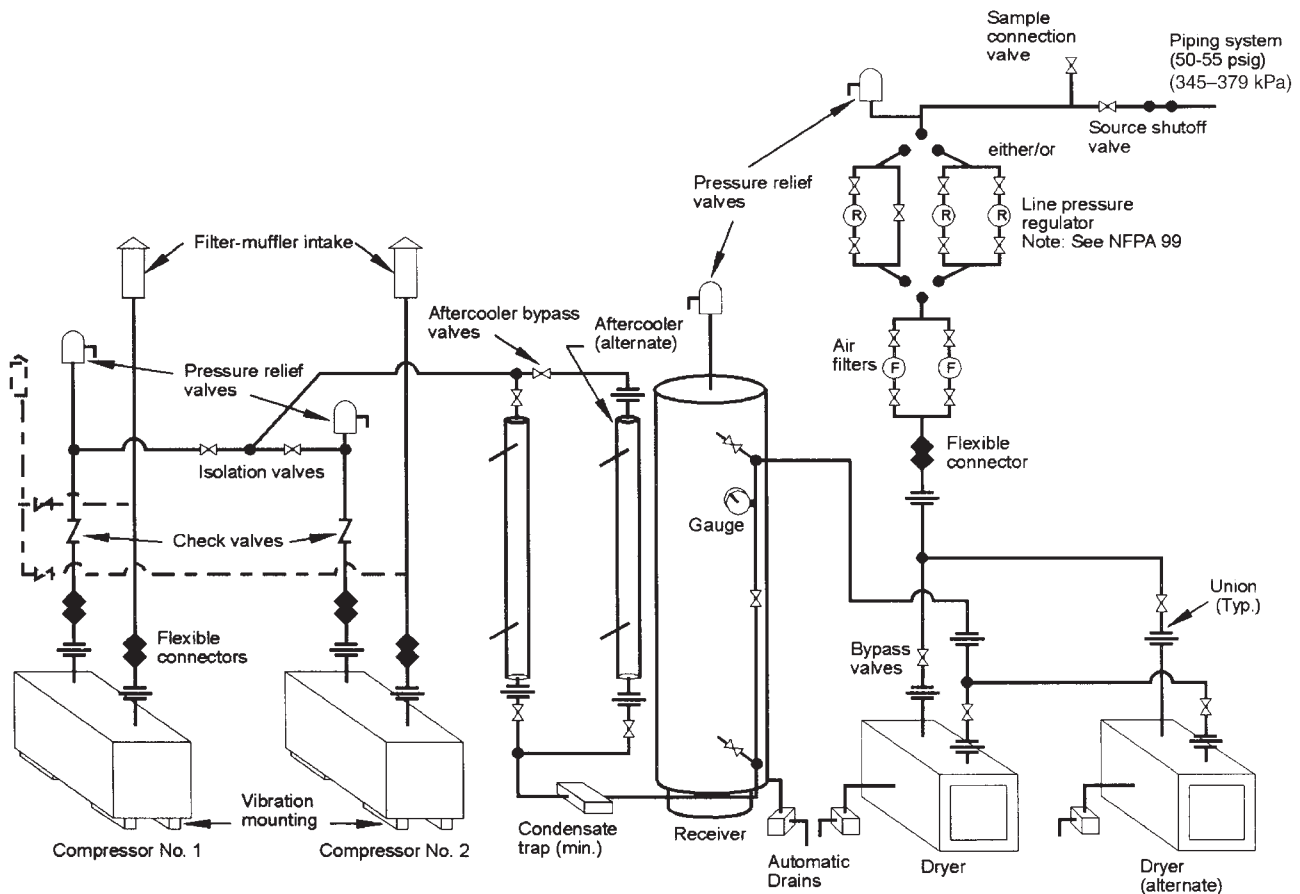 Sample
connection
valve
Piping system
(50-55 psig)
(345–379 kPa)
Source shutoff
valve
either/or
Pressure relief
valves
R
R
R
Line pressure
regulator
Note: See NFPA 99
Filter-muffler intake
Aftercooler bypass
valves
Aftercooler
(alternate)
Air
filters
F
F
Pressure relief
valves
Isolation valves
Flexible
connector
Gauge
Check valves
Union
(Typ.)
Flexible
connectors
Bypass
valves
Vibration
mounting
Compressor No. 1
Compressor No. 2
Condensate
trap (min.)
Receiver
Automatic
Drains
Dryer
Dryer
(alternate)